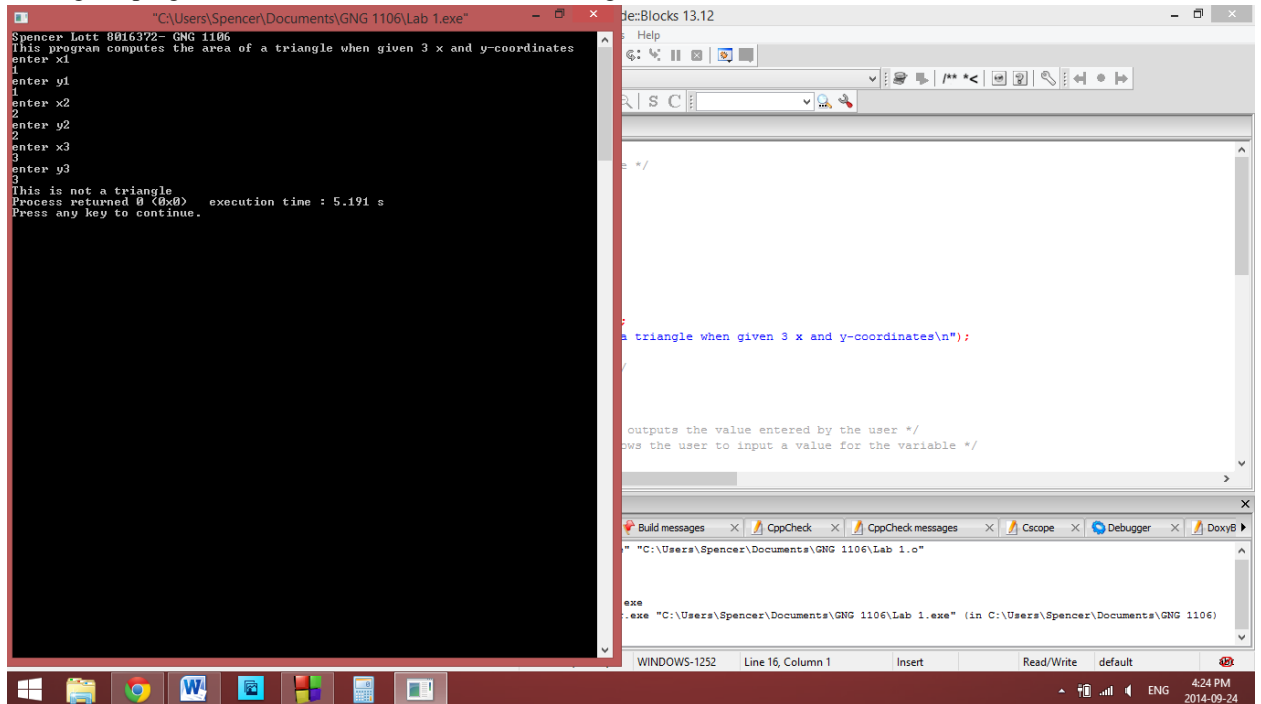 "C:\Users\Spencer\Documents\GNG 1106\Lab 1.exe"
de::Blocks 13.12
Help
Spencer Lott 8016372- GNG 1106
This program computes the area of a triangle when given 3 x and y-coordinates
enter x1
1
enter y1
1
enter x2
2
enter y2
2
enter x3
3
enter y3
3
This is not a triangle
Process returned 0 (0x0)   execution time : 5.191 s
Press any key to continue.
/** *<
S C
*/
;
a triangle when given 3 x and y-coordinates\n");
/
outputs the value entered by the user */
ows the user to input a value for the variable */
Build messages
CppCheck
CppCheck messages
Cscope
Debugger
DoxyB
" "C:\Users\Spencer\Documents\GNG 1106\Lab 1.o"
exe
.exe "C:\Users\Spencer\Documents\GNG 1106\Lab 1.exe" (in C:\Users\Spencer\Documents\GNG 1106)
WINDOWS-1252
Line 16, Column 1
Insert
Read/Write
default
ENG
4:24 PM
2014-09-24